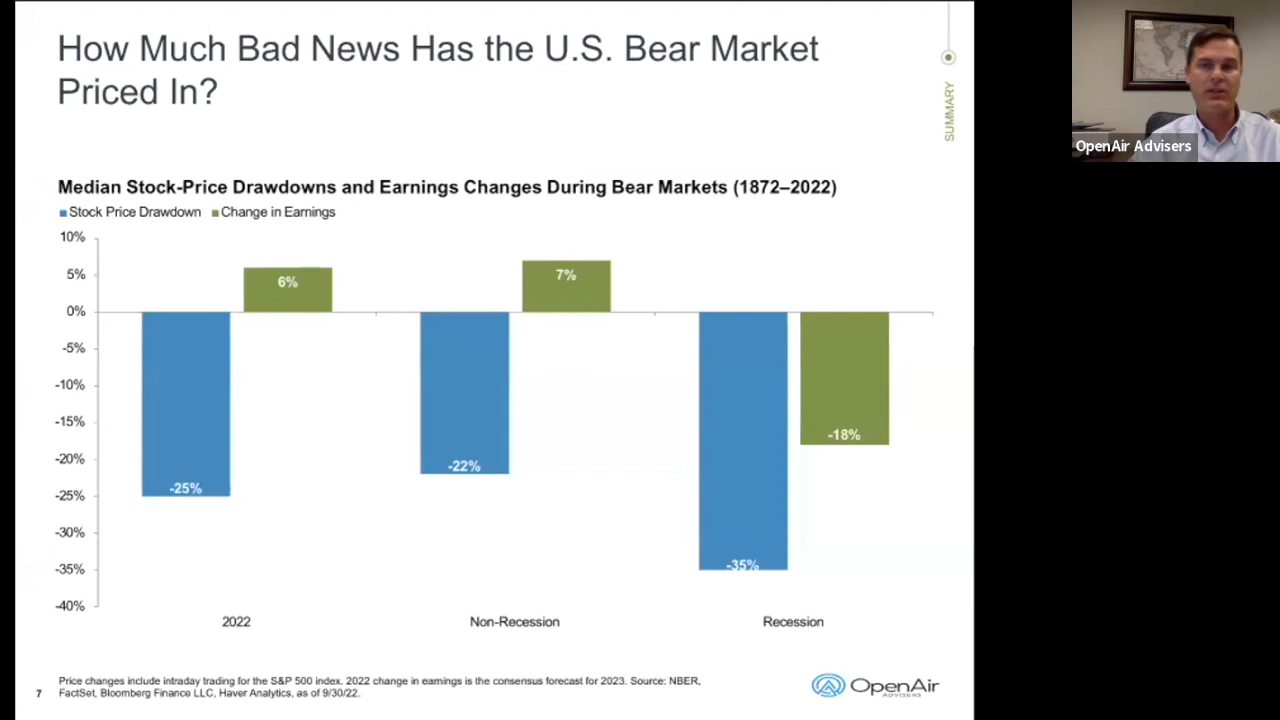 How Much Bad News Has the U.S. Bear Market
Priced In?
SUMMARY
OpenAir Advisers
Median Stock-Price Drawdowns and Earnings Changes During Bear Markets (1872–2022)
Stock Price Drawdown Change in Earnings
10%
5%
0%
-5%
-10%
-15%
-20%
-25%
-30%
-35%
-40%
6%
7%
-25%
-22%
-35%
-18%
2022 Non-Recession Recession
Price changes include intraday trading for the S&P 500 index. 2022 change in earnings is the consensus forecast for 2023. Source: NBER,
FactSet, Bloomberg Finance LLC, Haver Analytics, as of 9/30/22.
7
OpenAir
ADVISERS